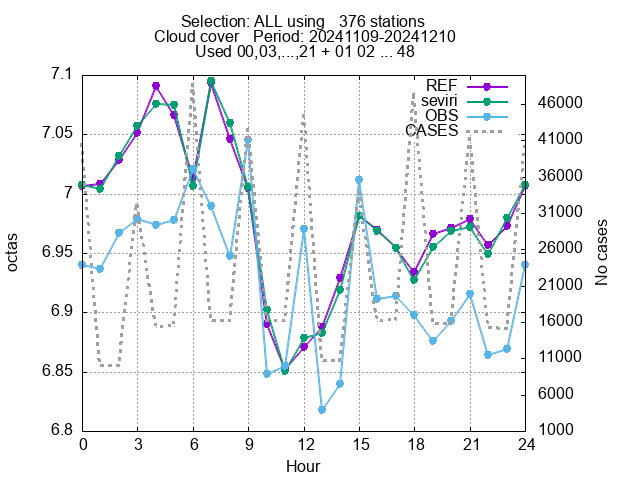 Selection: ALL using   376 stations
Cloud cover   Period: 20241109-20241210
Used 00,03,...,21 + 01 02 ... 48
7.1
7.05
7
6.95
6.9
6.85
6.8
octas
REF
seviri
OBS
CASES
46000
41000
36000
31000
26000
21000
16000
11000
6000
1000
No cases
0 3 6 9 12 15 18 21 24
Hour